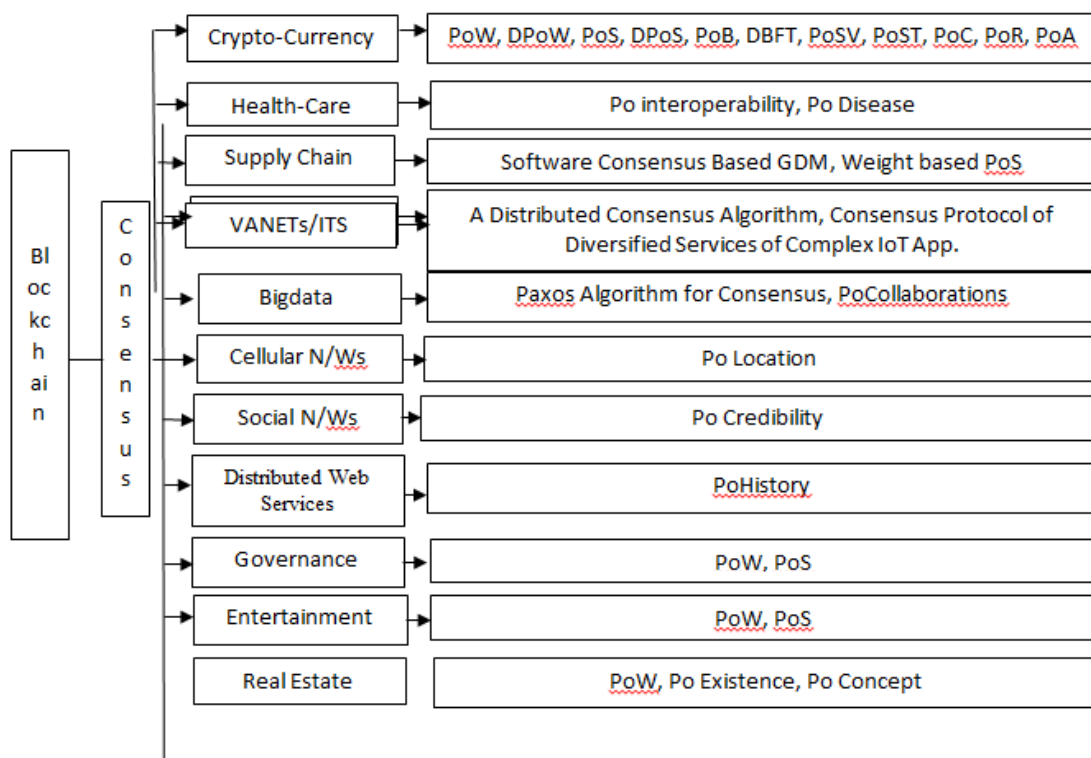 Bl
oc
kc
h
ai
n
C
o
n
s
e
n
s
u
s
Crypto-Currency
PoW, DPoW, PoS, DPoS, PoB, DBFT, PoSV, PoST, PoC, PoR, PoA
Health-Care
Po interoperability, Po Disease
Supply Chain
Software Consensus Based GDM, Weight based PoS
VANETs/ITS
A Distributed Consensus Algorithm, Consensus Protocol of
Diversified Services of Complex IoT App.
Bigdata
Paxos Algorithm for Consensus, PoCollaborations
Cellular N/Ws
Po Location
Social N/Ws
Po Credibility
Distributed Web
Services
PoHistory
Governance
PoW, PoS
Entertainment
PoW, PoS
Real Estate
PoW, Po Existence, Po Concept